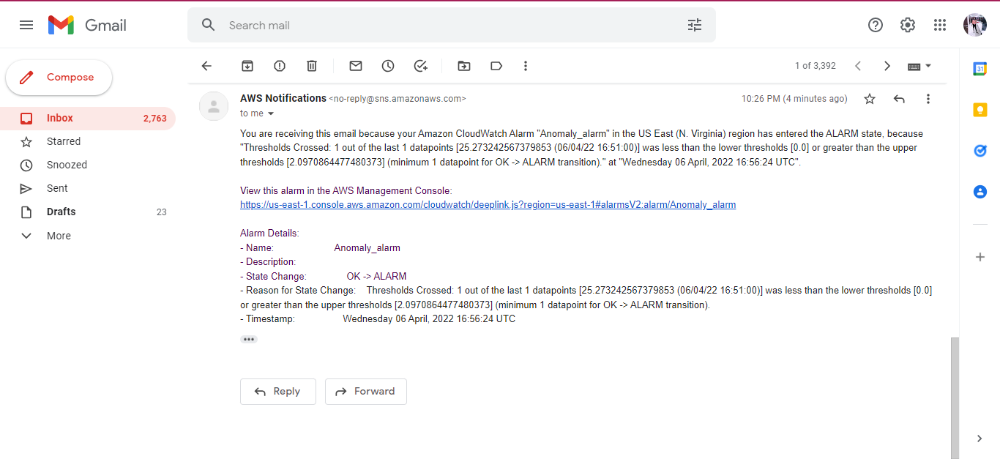 Gmail
Search mail
Compose
1 of 3,392
31
Inbox 2,763
Starred
Snoozed
Sent
Drafts 23
More
AWS Notifications <no-reply@sns.amazonaws.com>
10:26 PM (4 minutes ago)
to me
You are receiving this email because your Amazon CloudWatch Alarm "Anomaly_alarm" in the US East (N. Virginia) region has entered the ALARM state, because
"Thresholds Crossed: 1 out of the last 1 datapoints [25.273242567379853 (06/04/22 16:51:00)] was less than the lower thresholds [0.0] or greater than the upper
thresholds [2.0970864477480373] (minimum 1 datapoint for OK -> ALARM transition)." at "Wednesday 06 April, 2022 16:56:24 UTC".
View this alarm in the AWS Management Console:
https://us-east-1.console.aws.amazon.com/cloudwatch/deeplink.js?region=us-east-1#alarmsV2:alarm/Anomaly_alarm
Alarm Details:
- Name: Anomaly_alarm
- Description:
- State Change: OK -> ALARM
- Reason for State Change: Thresholds Crossed: 1 out of the last 1 datapoints [25.273242567379853 (06/04/22 16:51:00)] was less than the lower thresholds [0.0]
or greater than the upper thresholds [2.0970864477480373] (minimum 1 datapoint for OK -> ALARM transition).
- Timestamp: Wednesday 06 April, 2022 16:56:24 UTC
Reply
Forward